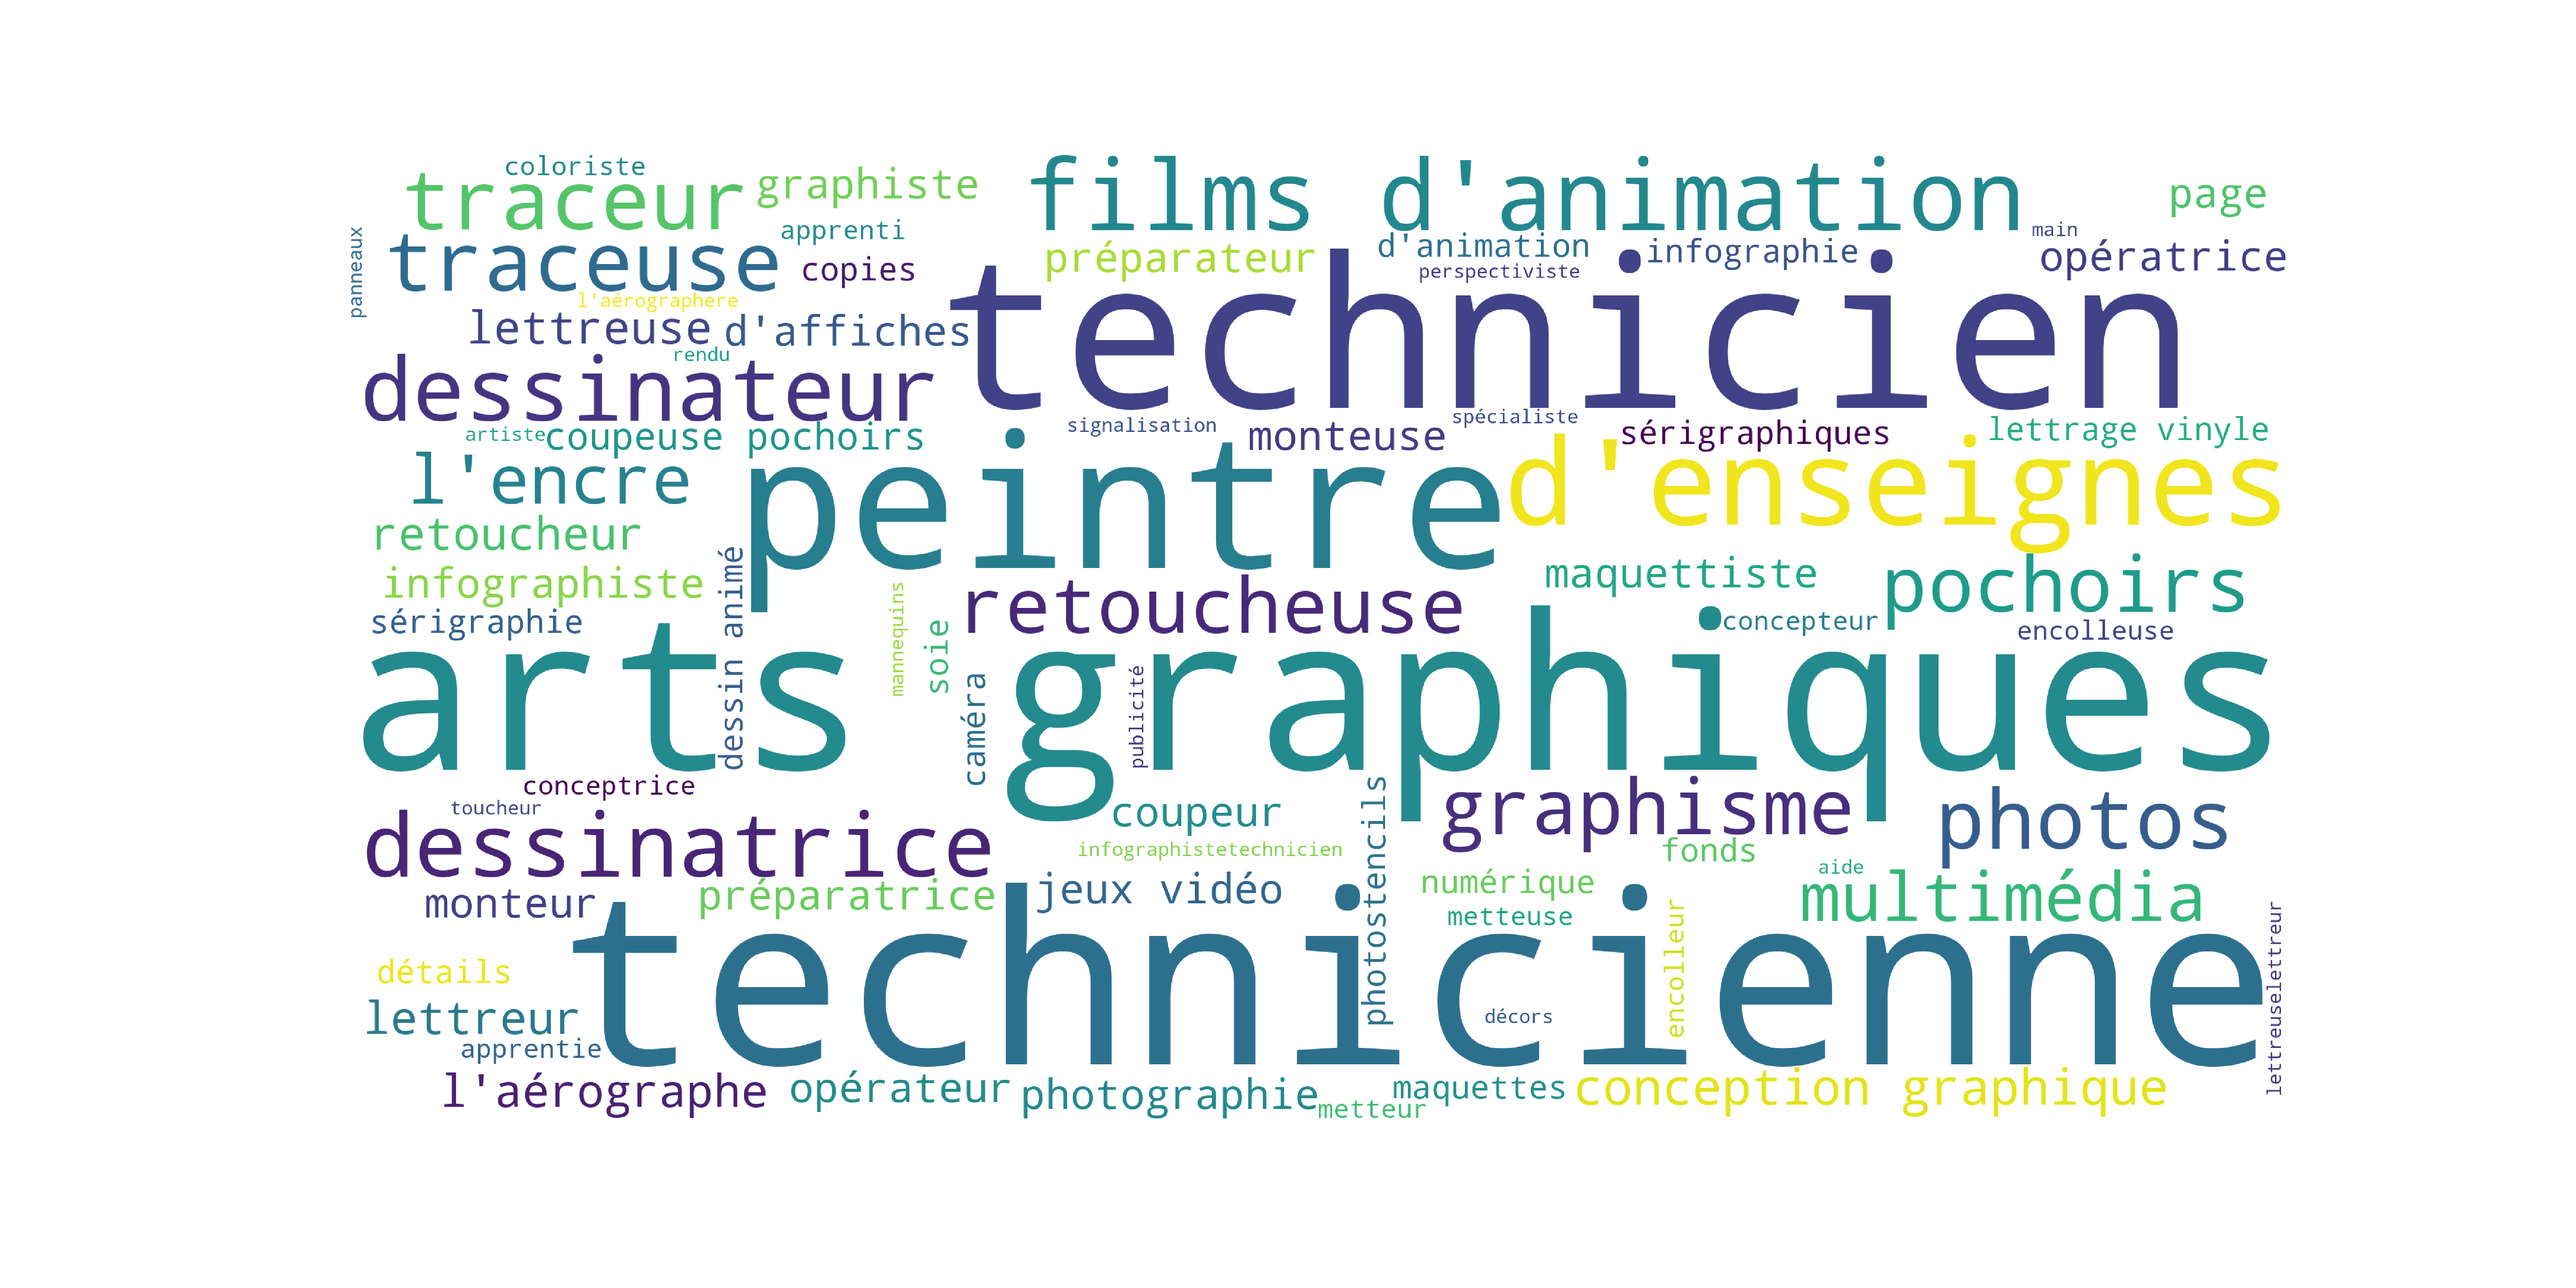 coloriste
traceur
graphiste
films d'animation
page
panneaux
traceuse
apprenti
copies
préparateur
d'animation
infographie
main
opératrice
perspectiviste
l'aérographere
lettreuse
d'affiches
technicien
rendu
dessinateur
signalisation
spécialiste
artiste
coupeuse pochoirs
monteuse
sérigraphiques
lettrage vinyle
l'encre
peintre
d'enseignes
retoucheur
infographiste
dessin animé
mannequins
soie
retoucheuse
maquettiste
pochoirs
sérigraphie
concepteur
encolleuse
arts graphiques
caméra
publicité
conceptrice
toucheur
dessinatrice
coupeur
photostencils
graphisme
photos
infographistetechnicien
fonds
aide
monteur
préparatrice
jeux vidéo
numérique
metteuse
encolleur
multimédia
lettreuselettreur
détails
technicienne
lettreur
décors
apprentie
l'aérographe
opérateur
photographie
metteur
maquettes
conception graphique